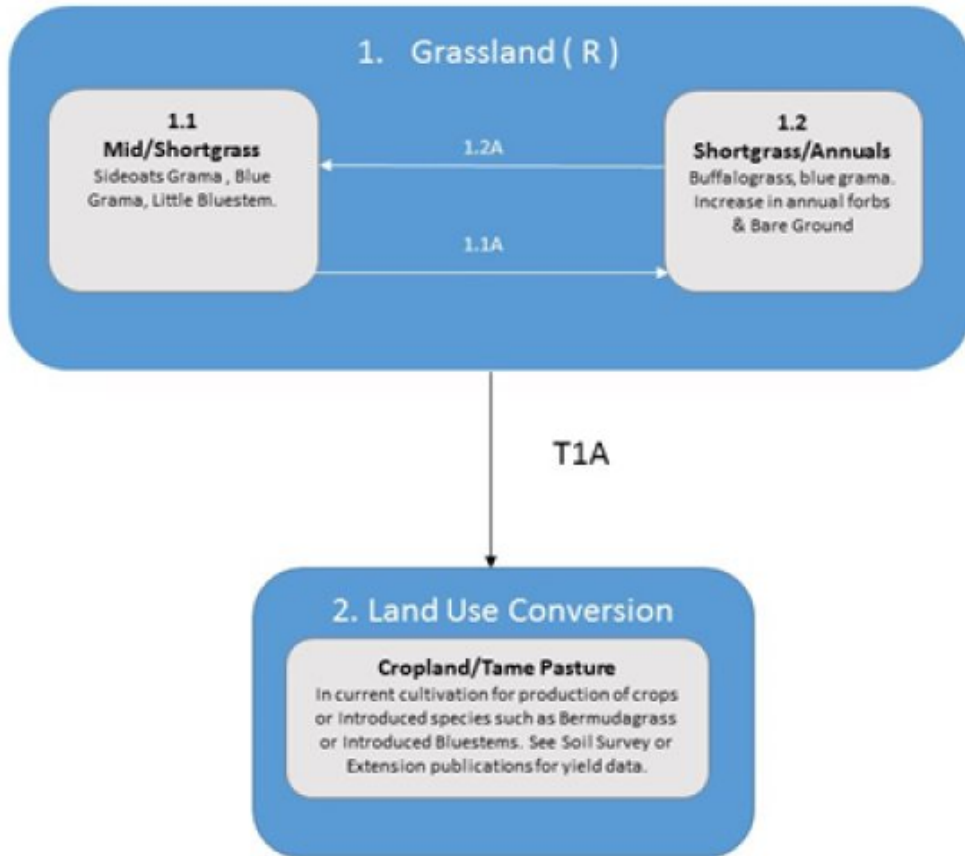 1. Grassland ( R )
1.1
Mid/Shortgrass
Sideoats Grama , Blue
Grama, Little Bluestem.
1.2A
1.1A
1.2
Shortgrass/Annuals
Buffalograss, blue grama.
Increase in annual forbs
& Bare Ground
T1A
2. Land Use Conversion
Cropland/Tame Pasture
In current cultivation for production of crops
or Introduced species such as Bermudagrass
or Introduced Bluestems. See Soil Survey or
Extension publications for yield data.